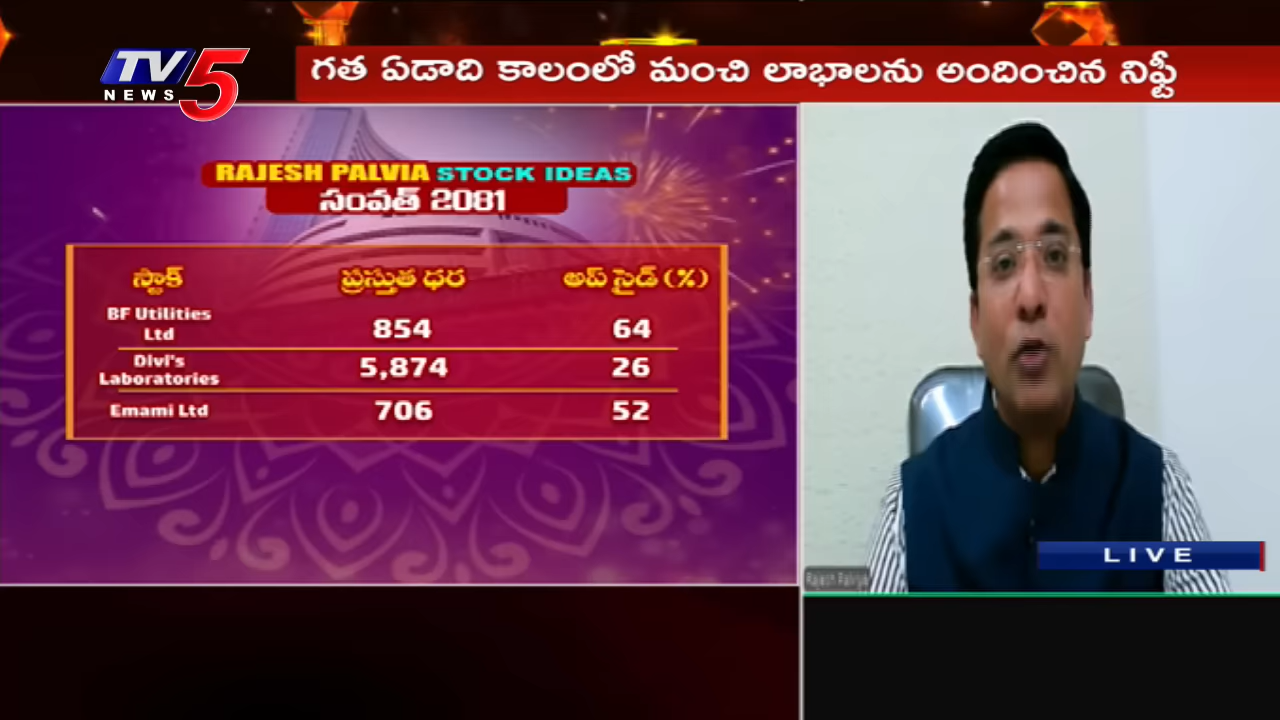 TV5
NEWS
గత ఏడాది కాలంలో మంచి లాభాలను అందించిన నిఫ్టీ
RAJESH PALVIA STOCK IDEAS
సంవత్ 2081
స్టాక్ ప్రస్తుత ధర అప్ సైడ్ (%)
BF Utilities
Ltd 854 64
Divi's
Laboratories 5,874 26
Emami Ltd 706 52
LIVE
Rajesh Palviya